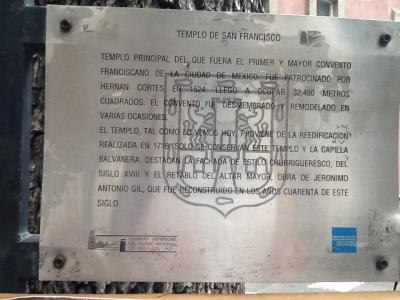 TEMPLO DE SAN FRANCISCO
TEMPLO PRINCIPAL DEL QUE FUERA EL PRIMER Y MAYOR CONVENTO
FRANCISCANO DE LA CIUDAD DE MEXICO, FUE PATROCINADO POR
HERNAN CORTES EN 1524. LLEGO A OCUPAR 32,490 METROS
CUADRADOS. EL CONVENTO FUE DESMEMBRADO Y REMODELADO EN
VARIAS OCASIONES.
EL TEMPLO, TAL COMO LO VEMOS HOY, PROVIENE DE LA REEDIFICACION
REALIZADA EN 1716. SOLO SE CONSERVAN ESTE TEMPLO Y LA CAPILLA
BALVANERA. DESTACAN LA FACHADA DE ESTILO CHURRIGUERESCO, DEL
SIGLO XVIII Y EL RETABLO DEL ALTAR MAYOR, OBRA DE JERONIMO
ANTONIO GIL, QUE FUE RECONSTRUIDO EN LOS AÑOS CUARENTA DE ESTE
SIGLO.